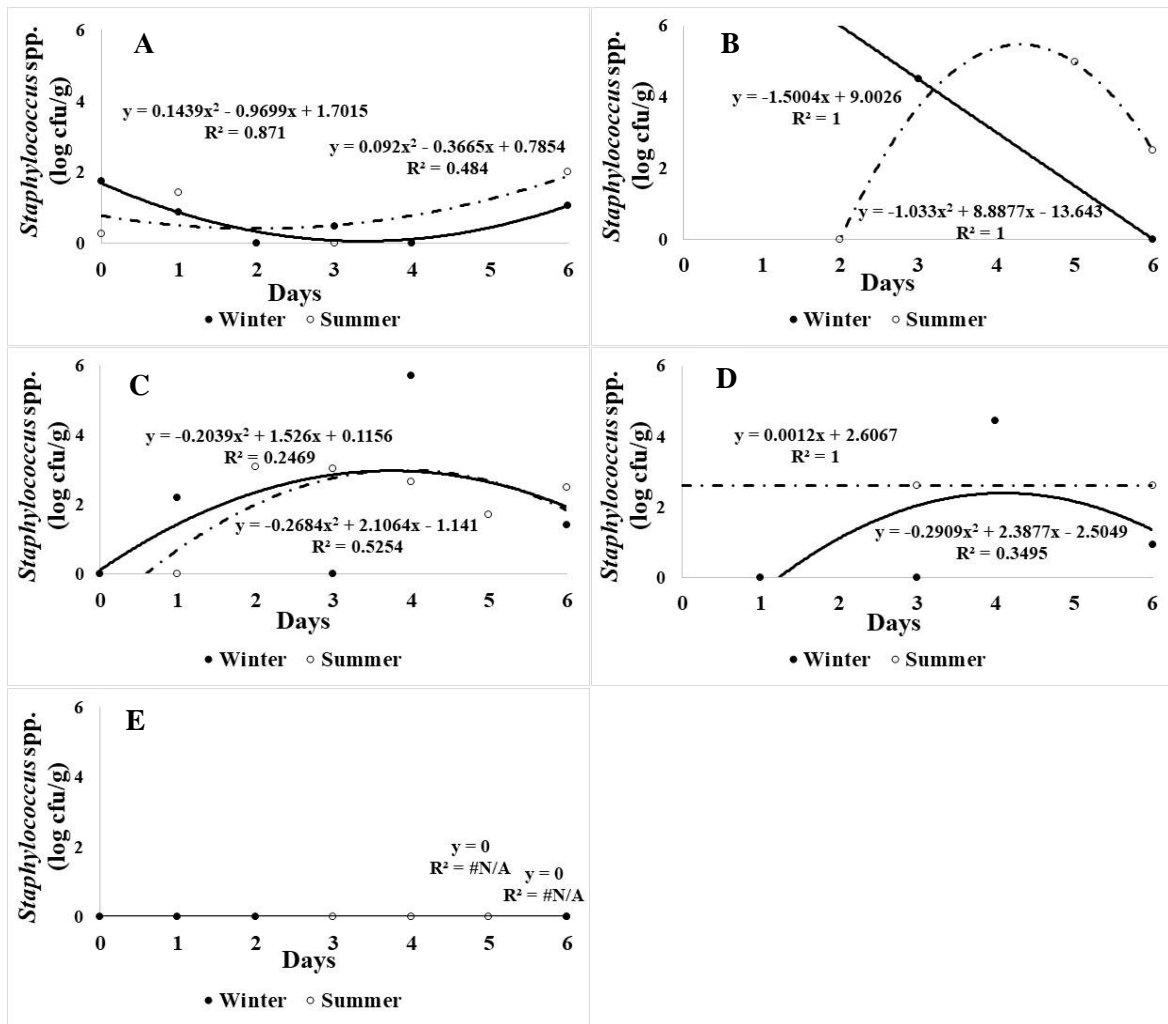 A
Staphylococcus spp.
(log cfu/g)
6
4
2
0
y = 0.1439x² - 0.9699x + 1.7015
R² = 0.871
y = 0.092x² - 0.3665x + 0.7854
R² = 0.484
0 1 2 3 4 5 6
Days
Winter Summer
B
Staphylococcus spp.
(log cfu/g)
6
4
2
0
y = -1.5004x + 9.0026
R² = 1
y = -1.033x² + 8.8877x - 13.643
R² = 1
0 1 2 3 4 5 6
Days
Winter Summer
C
Staphylococcus spp.
(log cfu/g)
6
4
2
0
y = -0.2039x² + 1.526x + 0.1156
R² = 0.2469
y = -0.2684x² + 2.1064x - 1.141
R² = 0.5254
0 1 2 3 4 5 6
Days
Winter Summer
D
Staphylococcus spp.
(log cfu/g)
6
4
2
0
y = 0.0012x + 2.6067
R² = 1
y = -0.2909x² + 2.3877x - 2.5049
R² = 0.3495
0 1 2 3 4 5 6
Days
Winter Summer
E
Staphylococcus spp.
(log cfu/g)
6
4
2
0
y = 0
R² = #N/A
y = 0
R² = #N/A
0 1 2 3 4 5 6
Days
Winter Summer